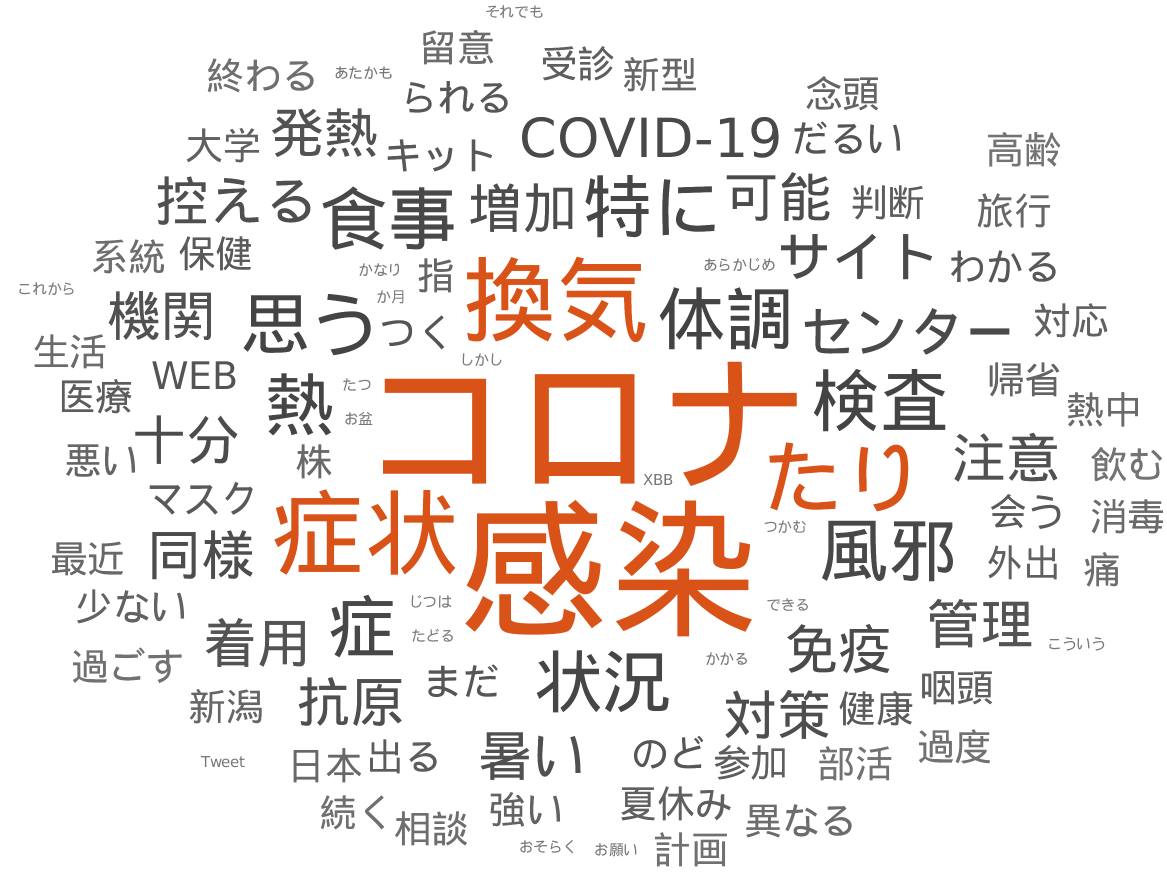 それでも
留意
受診
新型
終わる
あたかも
られる
念頭
大学
発熱
キット
COVID-19
だるい
高齢
控える
食事
増加
特に
可能
判断
旅行
系統
保健
かなり
指
換気
あらかじめ
サイト
わかる
これから
機関
思う
か月
つく
体調
センター
対応
生活
しかし
医療
WEB
熱
たつ
お盆
コロナ
検査
帰省
熱中
悪い
十分
株
XBB
たり
注意
飲む
マスク
症状
感染
つかむ
会う
消毒
最近
同様
風邪
外出
痛
少ない
着用
症
じつは
たどる
できる
管理
こういう
過ごす
まだ
状況
かかる
免疫
新潟
抗原
対策
健康
咽頭
Tweet
日本
出る
暑い
のど
参加
部活
過度
続く
相談
強い
夏休み
異なる
おそらく
お願い
計画